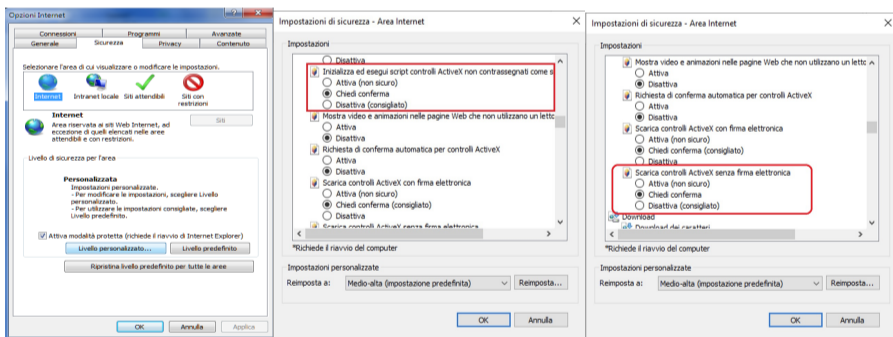 Opzioni Internet
Connessioni Programmi Avanzate
Generale Sicurezza Privacy Contenuto
Selezionare l'area di cui visualizzare o modificare le impostazioni.
Internet Intranet locale Siti attendibili Siti con
restrizioni
Internet
Area riservata ai siti Web Internet, ad
eccezione di quelli elencati nelle aree
attendibili e con restrizioni.
Siti
Livello di sicurezza per l'area
Personalizzata
Impostazioni personalizzate.
- Per modificare le impostazioni, scegliere Livello
personalizzato.
- Per utilizzare le impostazioni consigliate, scegliere
Livello predefinito.
Attiva modalità protetta (richiede il riavvio di Internet Explorer)
Livello personalizzato... Livello predefinito
Ripristina livello predefinito per tutte le aree
OK Annulla Applica
Impostazioni di sicurezza - Area Internet
Impostazioni
Disattiva
Inizializza ed esegui script controlli ActiveX non contrassegnati come s
Attiva (non sicuro)
Chiedi conferma
Disattiva (consigliato)
Mostra video e animazioni nelle pagine Web che non utilizzano un letto
Attiva
Disattiva
Richiesta di conferma automatica per controlli ActiveX
Attiva
Disattiva
Scarica controlli ActiveX con firma elettronica
Attiva (non sicuro)
Chiedi conferma (consigliato)
Disattiva
Scarica controlli ActiveX senza firma elettronica
*Richiede il riavvio del computer
Impostazioni personalizzate
Reimposta a: Medio-alta (impostazione predefinita) Reimposta...
OK Annulla
Impostazioni di sicurezza - Area Internet
Impostazioni
Mostra video e animazioni nelle pagine Web che non utilizzano un letto
Attiva
Disattiva
Richiesta di conferma automatica per controlli ActiveX
Attiva
Disattiva
Scarica controlli ActiveX con firma elettronica
Attiva (non sicuro)
Chiedi conferma (consigliato)
Disattiva
Scarica controlli ActiveX senza firma elettronica
Attiva (non sicuro)
Chiedi conferma
Disattiva (consigliato)
Download
Download dei caratteri
*Richiede il riavvio del computer
Impostazioni personalizzate
Reimposta a: Medio-alta (impostazione predefinita) Reimposta...
OK Annulla